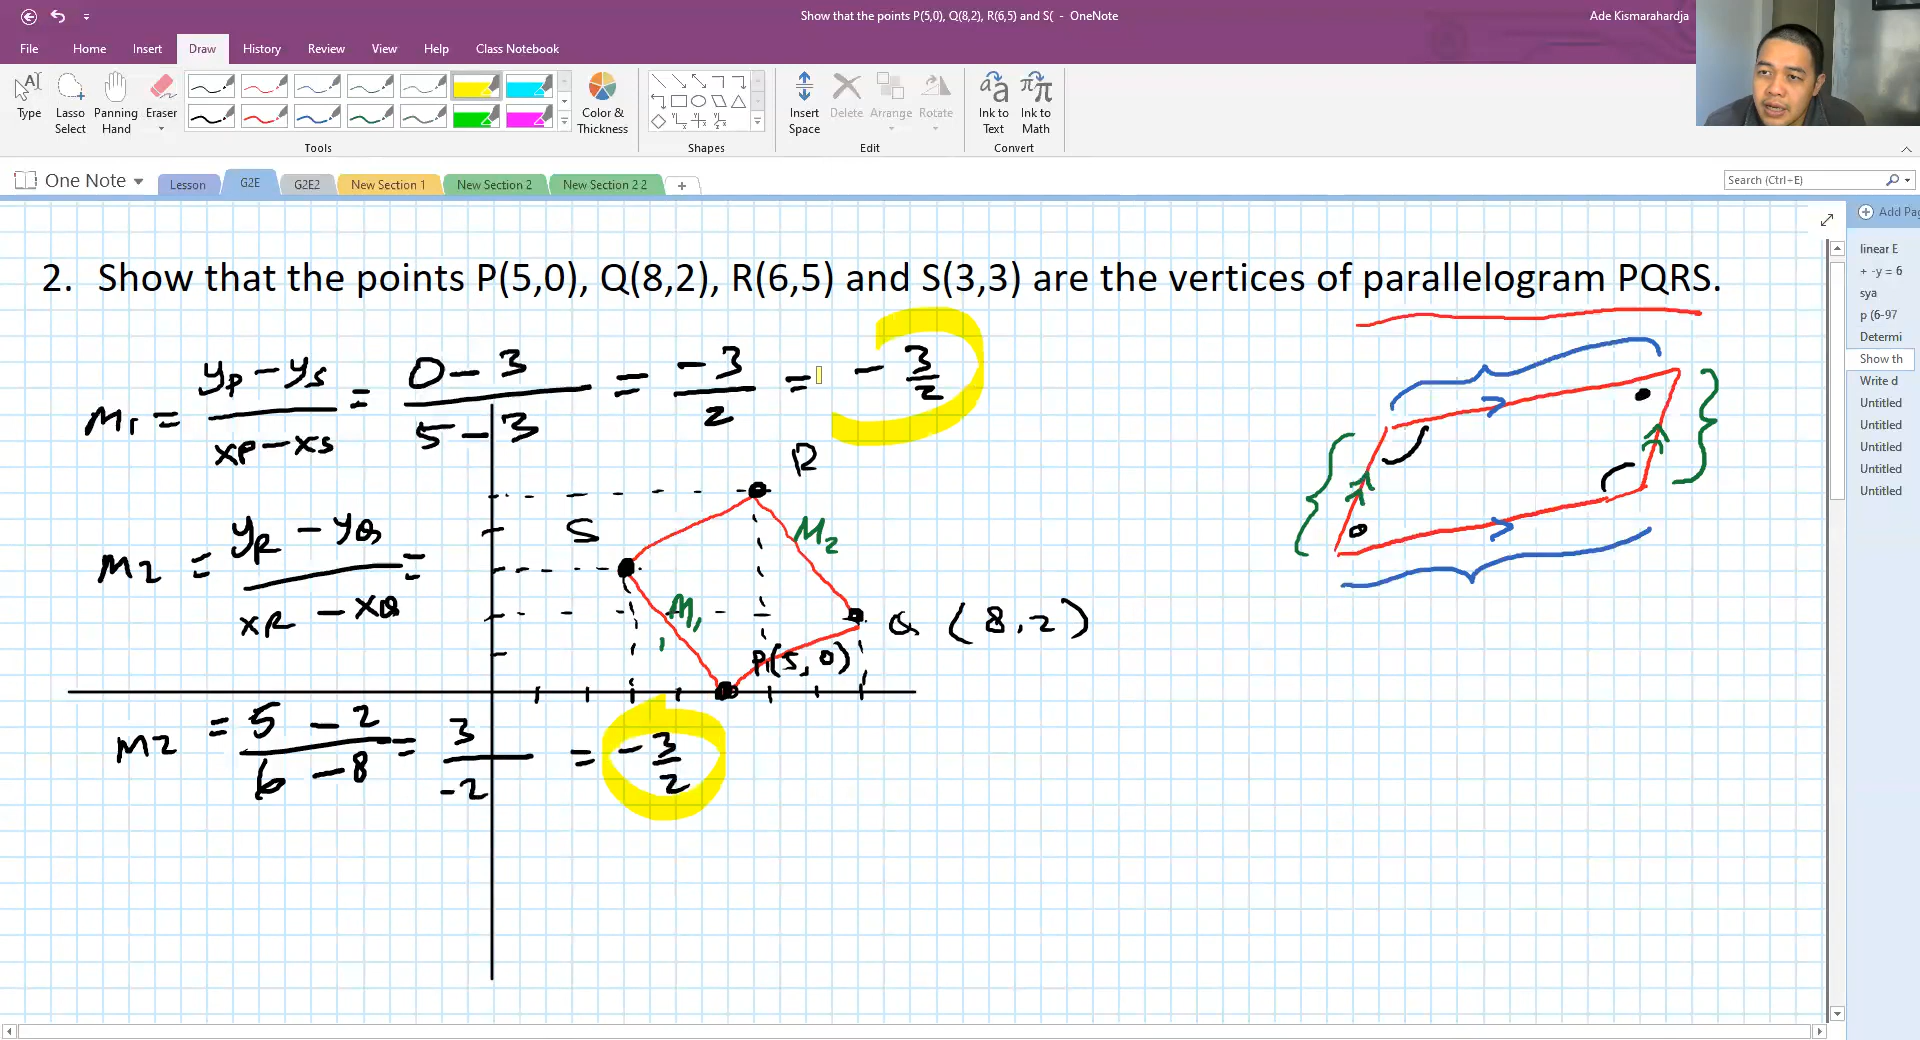 Show that the points P(5,0), Q(8,2), R(6,5) and S( - OneNote
Ade Kismarahardja
File Home Insert Draw History Review View Help Class Notebook
Type
Lasso Select
Panning Hand
Eraser
Color & Thickness
Insert Space
Delete
Arrange
Rotate
Ink to Text
Ink to Math
Tools
Shapes
Edit
Convert
One Note
Lesson
G2E
G2E2
New Section 1
New Section 2
New Section 2 2
Search (Ctrl+E)
Add Pag
linear E
+ -y = 6
sya
p (6-97
Determi
Show th
Write d
Untitled
Untitled
Untitled
Untitled
Untitled
2. Show that the points P(5,0), Q(8,2), R(6,5) and S(3,3) are the vertices of parallelogram PQRS.
M1 = yP - yS / xP - xS = 0 - 3 / 5 - 3 = -3 / 2 = - 3/2
R
S
M2
M2 = yR - yQ / xR - xQ =
M1
Q (8,2)
P(5,0)
M2 = 5 - 2 / 6 - 8 = 3 / -2 = - 3/2